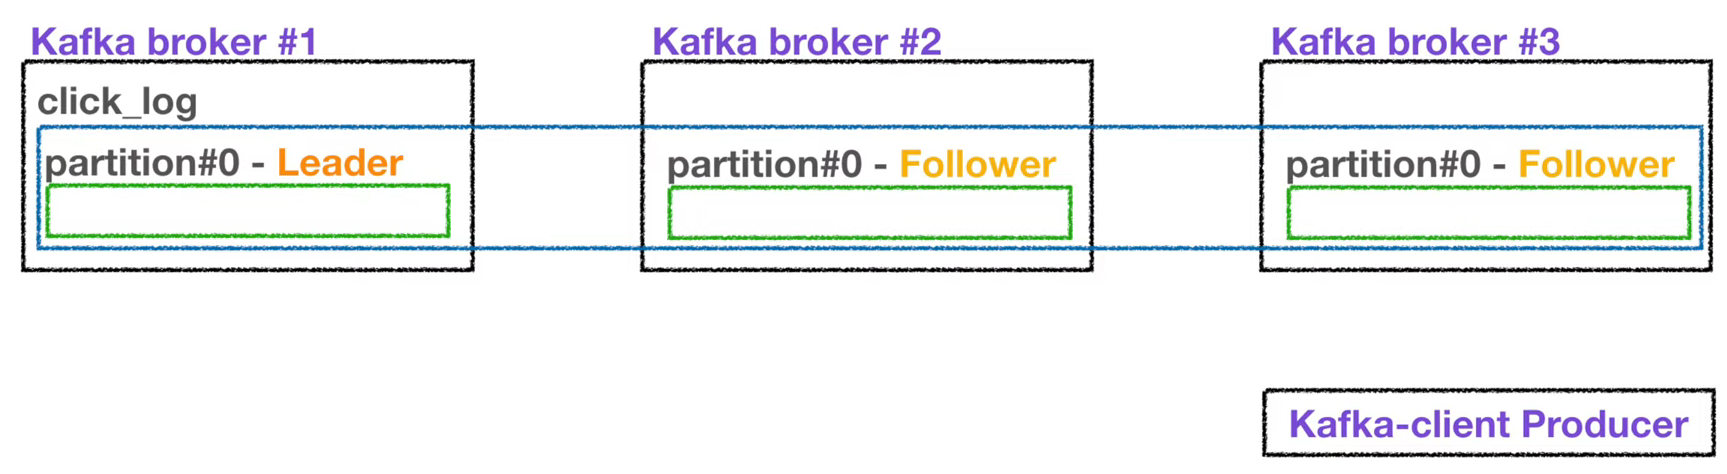 Kafka broker #1
Kafka broker #2
Kafka broker #3
click_log
partition#0 - Leader
partition#0 - Follower
partition#0 - Follower
Kafka-client Producer